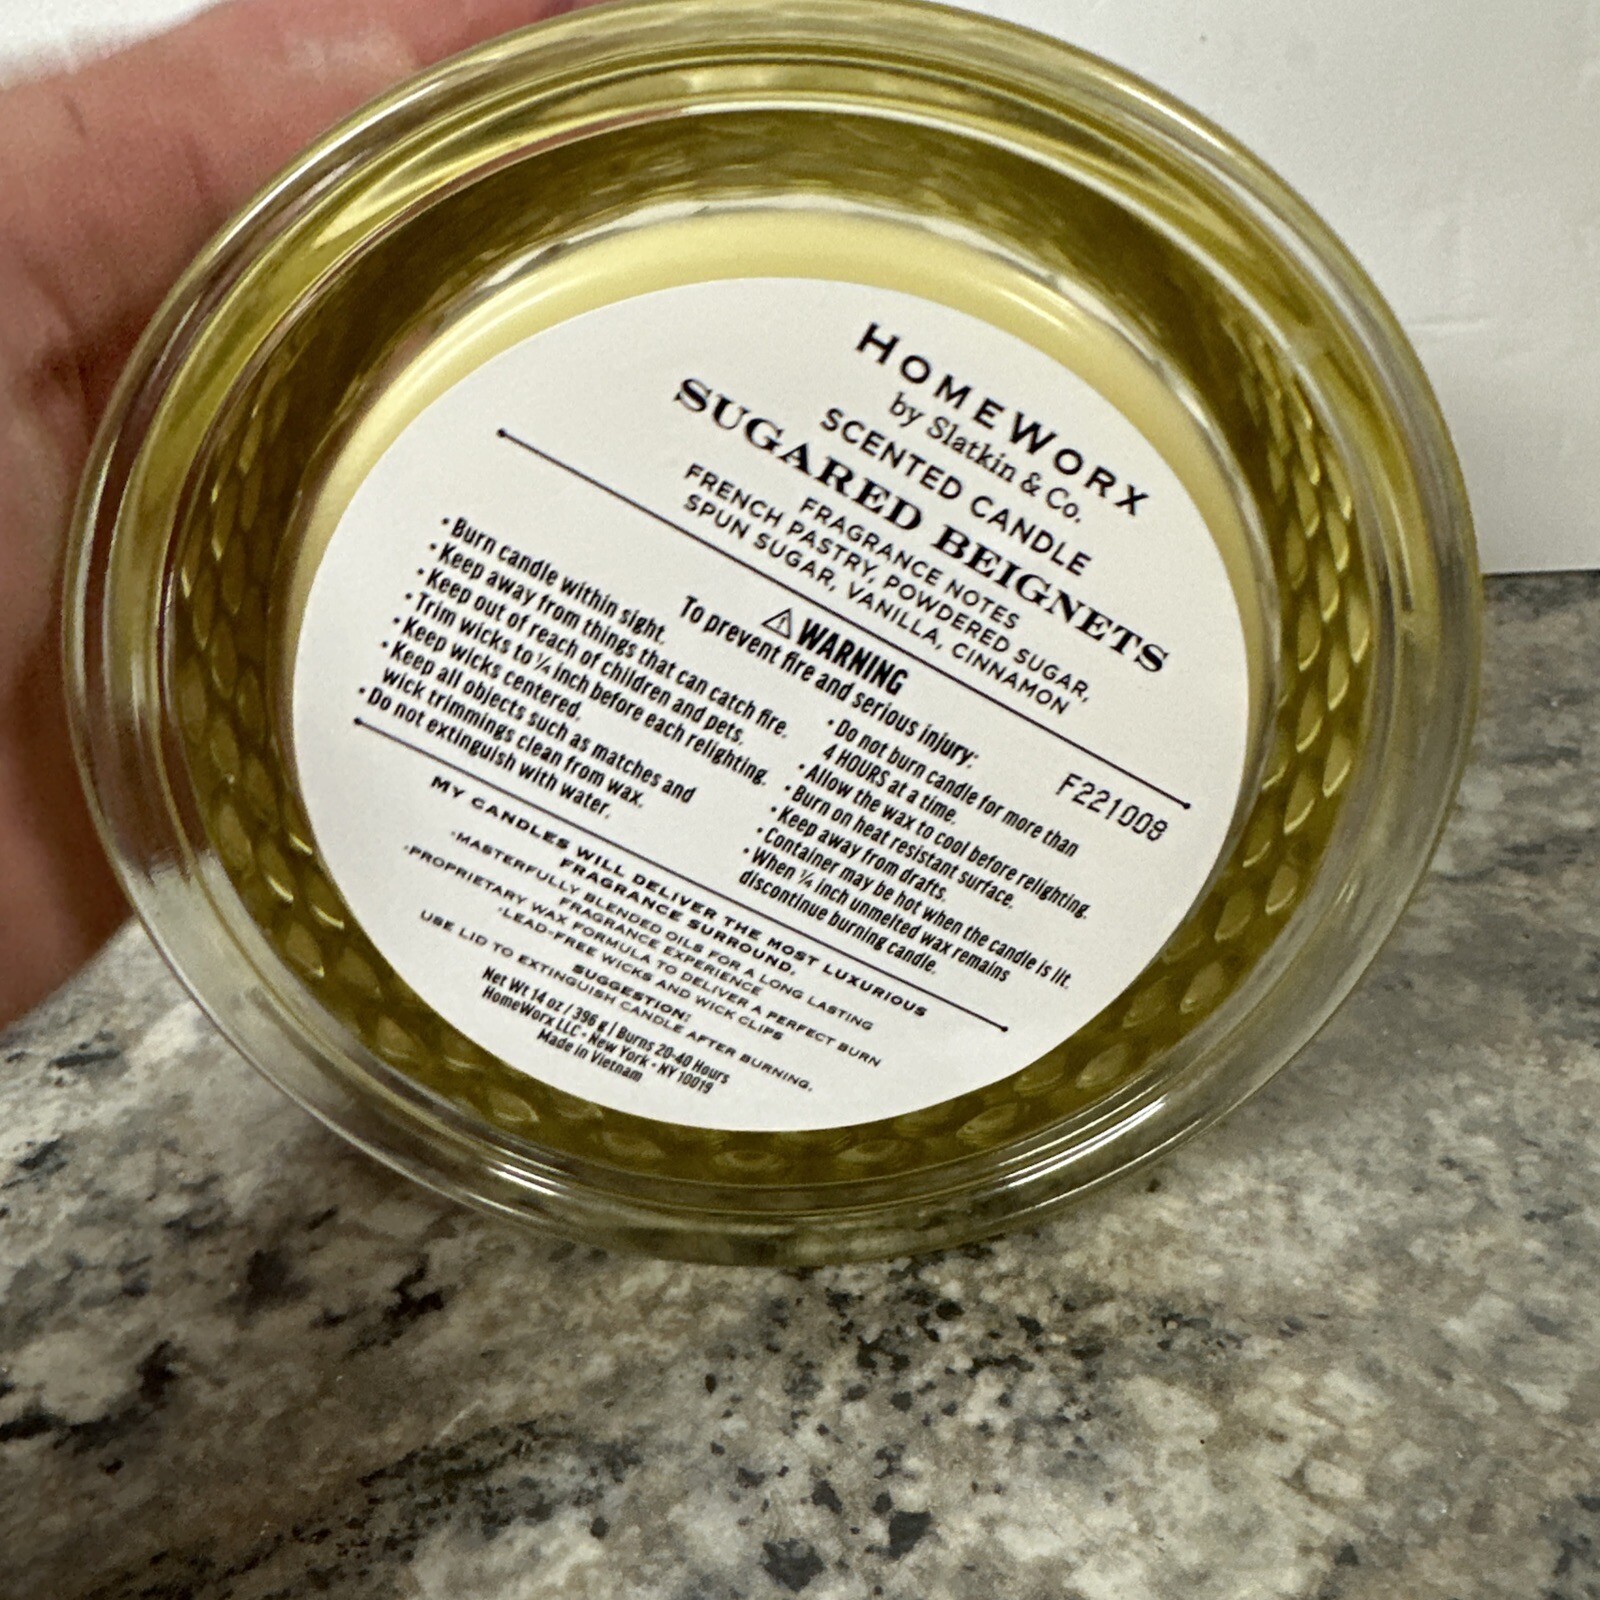 HOMEWORX
by Slatkin & Co.
SCENTED CANDLE
SUGARED BEIGNETS
FRAGRANCE NOTES
FRENCH PASTRY, POWDERED SUGAR,
SPUN SUGAR, VANILLA, CINNAMON
F221008
⚠WARNING
To prevent fire and serious injury:
• Burn candle within sight.
• Keep away from things that can catch fire.
• Keep out of reach of children and pets.
• Trim wicks to ¼ inch before each relighting.
• Keep wicks centered.
• Keep all objects such as matches and
wick trimmings clean from wax.
• Do not extinguish with water.
• Do not burn candle for more than
4 HOURS at a time.
• Allow the wax to cool before relighting.
• Burn on heat resistant surface.
• Keep away from drafts.
• Container may be hot when the candle is lit.
• When ¼ inch unmelted wax remains
discontinue burning candle.
MY CANDLES WILL DELIVER THE MOST LUXURIOUS
FRAGRANCE SURROUND.
•MASTERFULLY BLENDED OILS FOR A LONG LASTING
FRAGRANCE EXPERIENCE
•PROPRIETARY WAX FORMULA TO DELIVER A PERFECT BURN
•LEAD-FREE WICKS AND WICK CLIPS
SUGGESTION:
USE LID TO EXTINGUISH CANDLE AFTER BURNING.
Net Wt 14 oz / 396 g | Burns 20-40 Hours
HomeWorx LLC • New York • NY 10019
Made in Vietnam